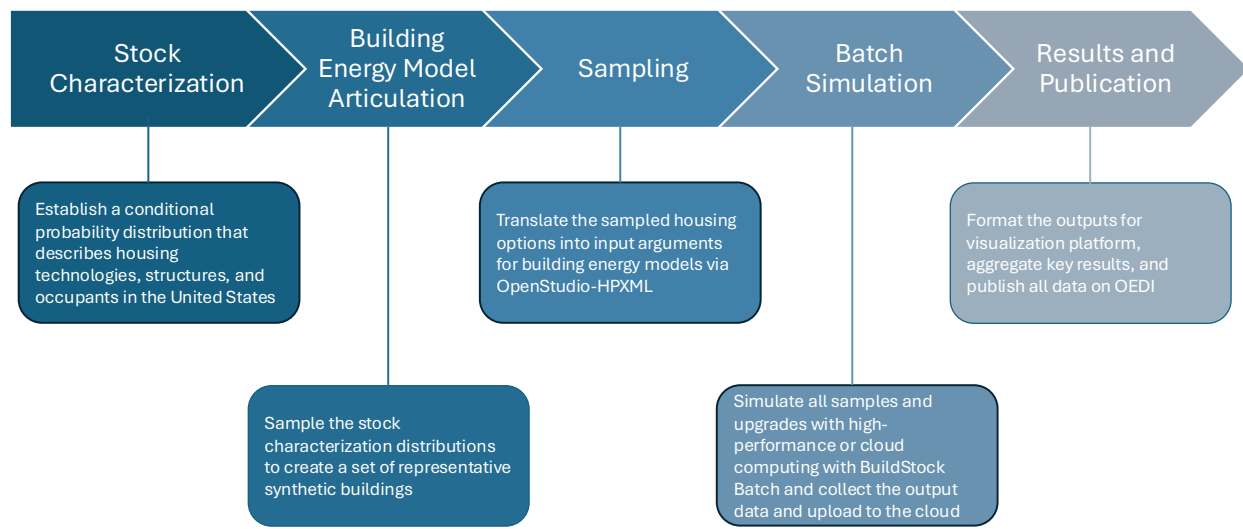 Stock
Characterization
Building
Energy Model
Articulation
Sampling
Batch
Simulation
Results and
Publication
Establish a conditional
probability distribution that
describes housing
technologies, structures, and
occupants in the United States
Translate the sampled housing
options into input arguments
for building energy models via
OpenStudio-HPXML
Format the outputs for
visualization platform,
aggregate key results, and
publish all data on OEDI
Sample the stock
characterization distributions
to create a set of representative
synthetic buildings
Simulate all samples and
upgrades with high-
performance or cloud
computing with BuildStock
Batch and collect the output
data and upload to the cloud